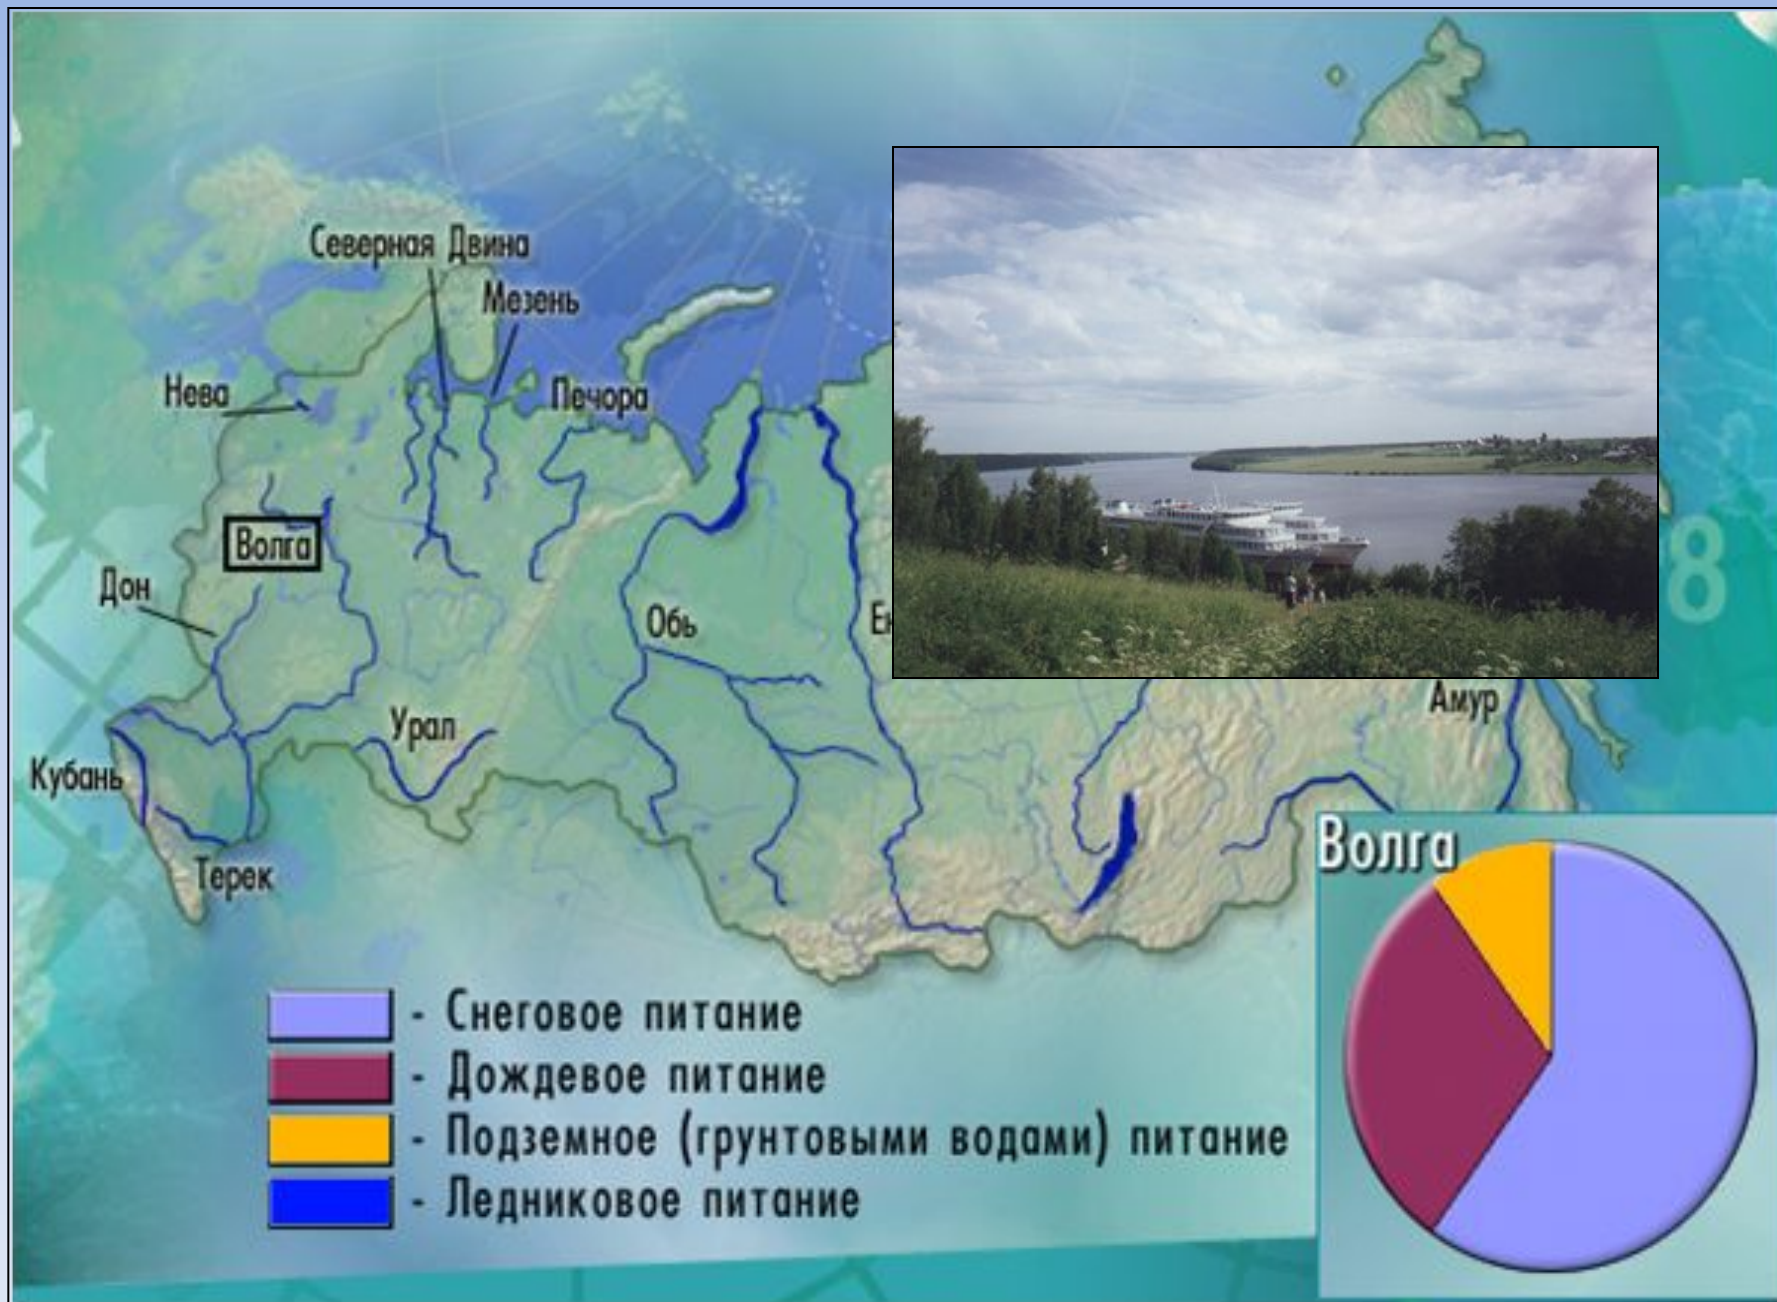 Северная Двина
Мезень
Нева
Печора
Волга
Дон
Обь
8
Амур
Урал
Кубань
Терек
Волга
- Снеговое питание
- Дождевое питание
- Подземное (грунтовыми водами) питание
- Ледниковое питание